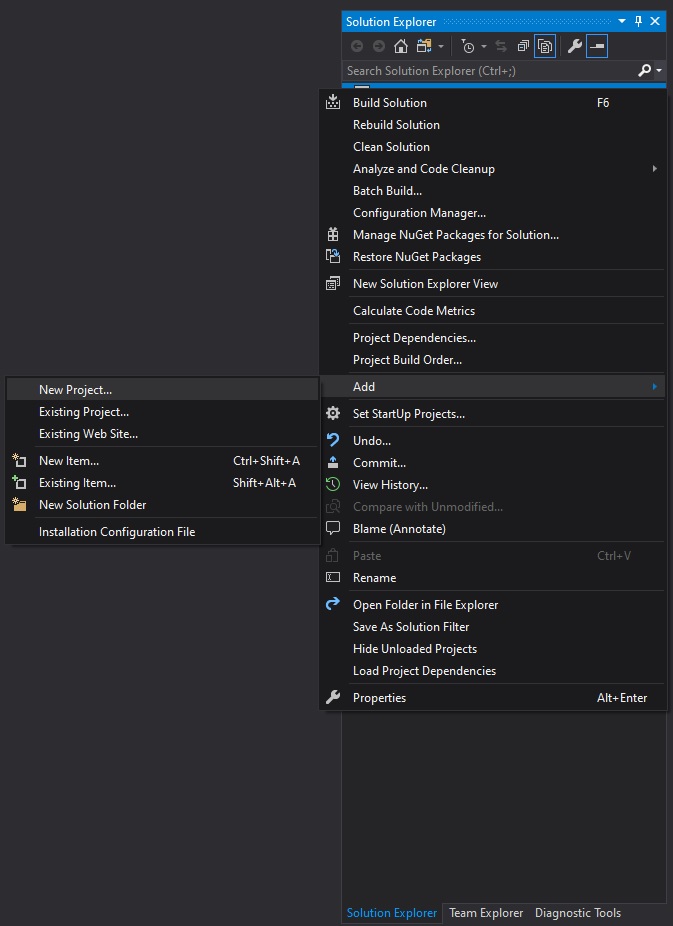 Solution Explorer
Search Solution Explorer (Ctrl+;)
Build Solution F6
Rebuild Solution
Clean Solution
Analyze and Code Cleanup
Batch Build...
Configuration Manager...
Manage NuGet Packages for Solution...
Restore NuGet Packages
New Solution Explorer View
Calculate Code Metrics
Project Dependencies...
Project Build Order...
Add
New Project...
Existing Project...
Existing Web Site...
New Item... Ctrl+Shift+A
Existing Item... Shift+Alt+A
New Solution Folder
Installation Configuration File
Set StartUp Projects...
Undo...
Commit...
View History...
Compare with Unmodified...
Blame (Annotate)
Paste Ctrl+V
Rename
Open Folder in File Explorer
Save As Solution Filter
Hide Unloaded Projects
Load Project Dependencies
Properties Alt+Enter
Solution Explorer Team Explorer Diagnostic Tools